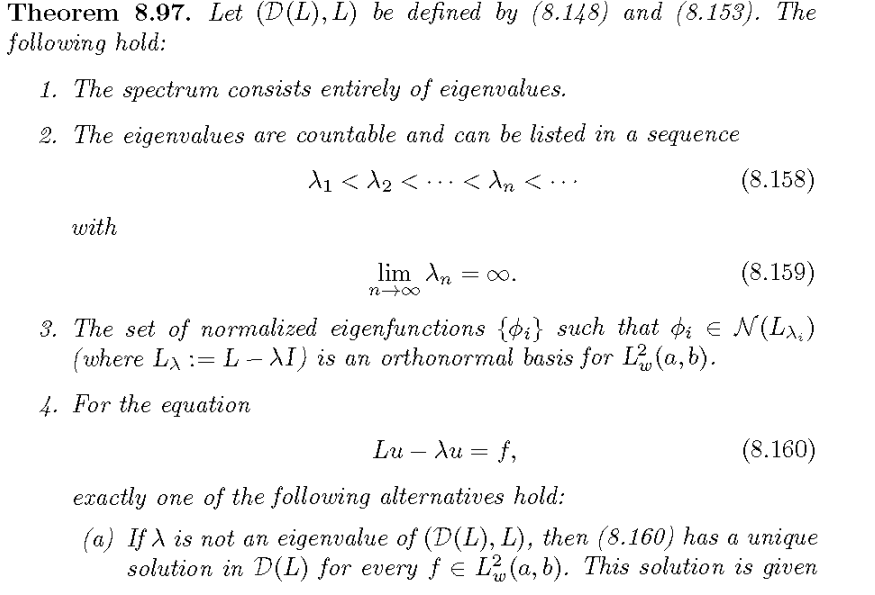 Theorem 8.97. Let (𝒟(L), L) be defined by (8.148) and (8.153). The
following hold:
1. The spectrum consists entirely of eigenvalues.
2. The eigenvalues are countable and can be listed in a sequence
λ₁ < λ₂ < ⋯ < λₙ < ⋯ (8.158)
with
lim_{n→∞} λₙ = ∞. (8.159)
3. The set of normalized eigenfunctions {ϕᵢ} such that ϕᵢ ∈ 𝒩(L_{λᵢ})
(where L_λ := L − λI) is an orthonormal basis for L²_w(a, b).
4. For the equation
Lu − λu = f, (8.160)
exactly one of the following alternatives hold:
(a) If λ is not an eigenvalue of (𝒟(L), L), then (8.160) has a unique
solution in 𝒟(L) for every f ∈ L²_w(a, b). This solution is given